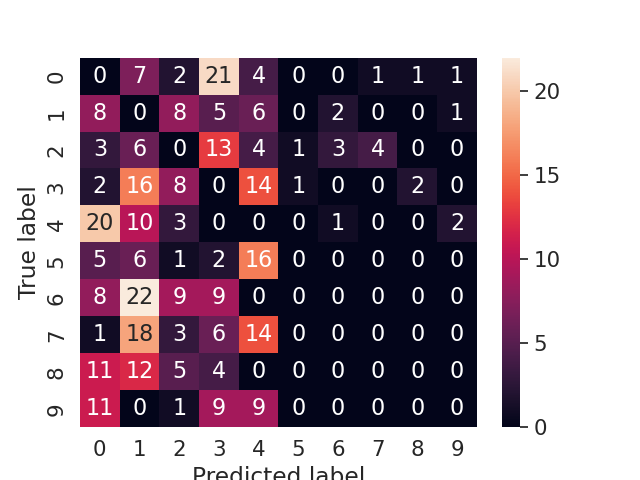 0 0 7 2 21 4 0 0 1 1 1
1 8 0 8 5 6 0 2 0 0 1
2 3 6 0 13 4 1 3 4 0 0
3 2 16 8 0 14 1 0 0 2 0
4 20 10 3 0 0 0 1 0 0 2
5 5 6 1 2 16 0 0 0 0 0
6 8 22 9 9 0 0 0 0 0 0
7 1 18 3 6 14 0 0 0 0 0
8 11 12 5 4 0 0 0 0 0 0
9 11 0 1 9 9 0 0 0 0 0
0 1 2 3 4 5 6 7 8 9
True label
Predicted label
20
15
10
5
0